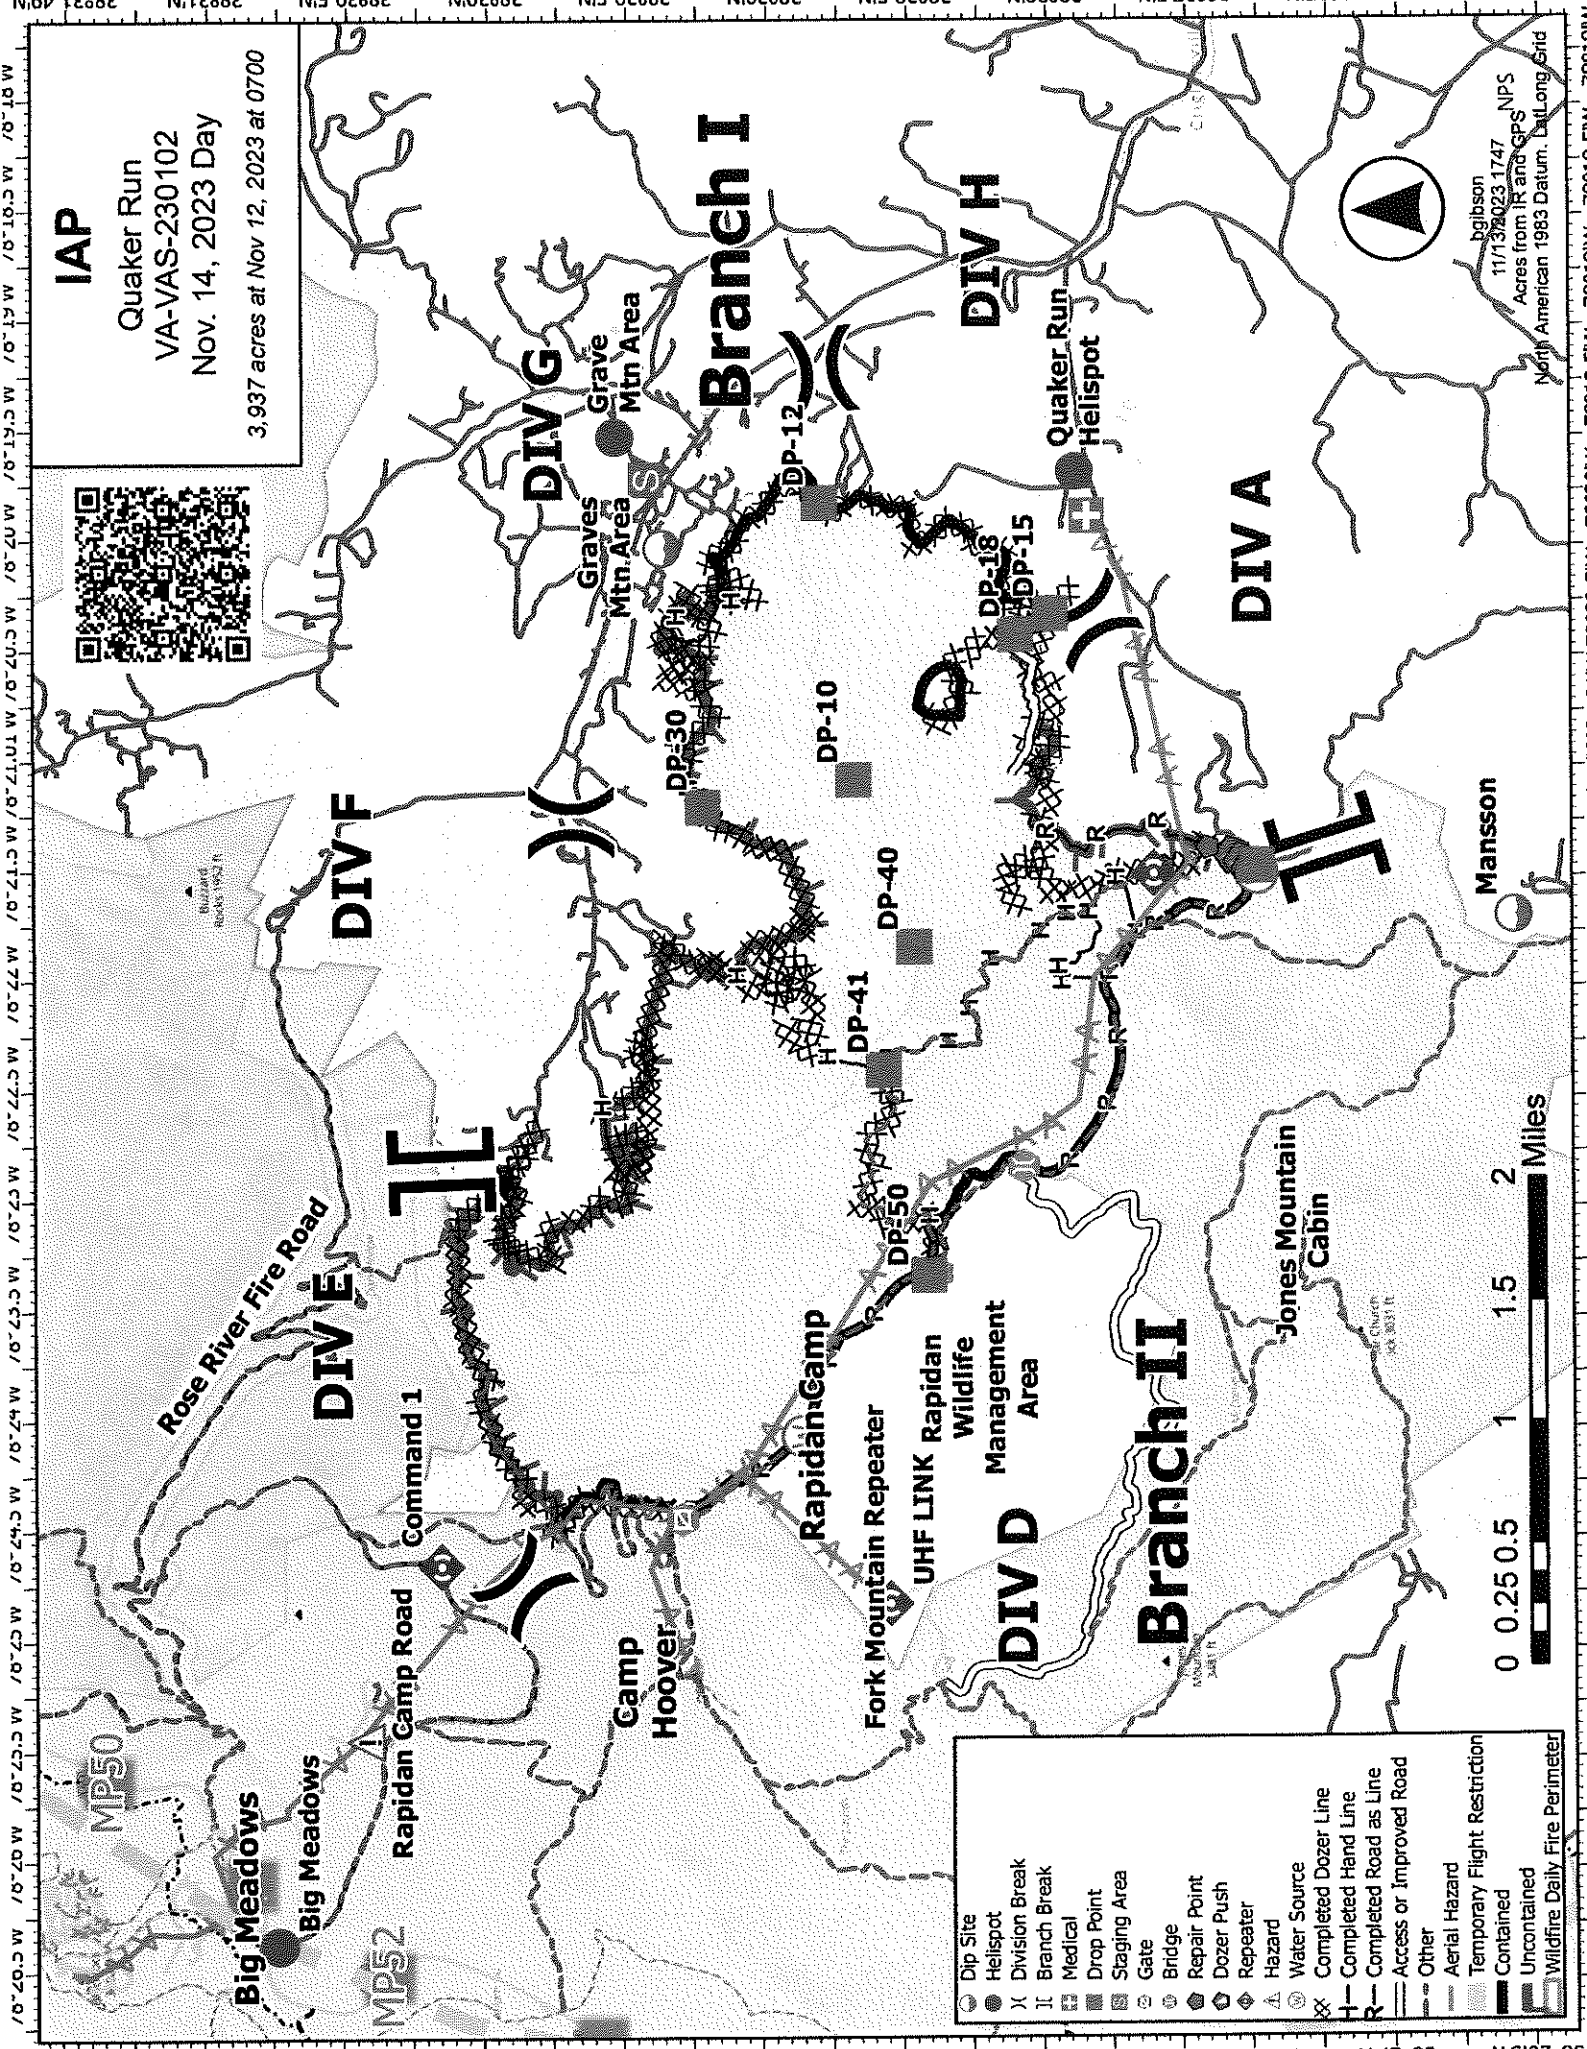 IAP
Quaker Run
VA-VAS-230102
Nov. 14, 2023 Day
3,937 acres at Nov 12, 2023 at 0700
MP50
MP52
Big Meadows
Big Meadows
Rapidan Camp Road
Command 1
Rose River Fire Road
DIV E
DIV F
DIV G
Grave
Mtn Area
Graves
Mtn Area
Branch I
DIV H
DP-12
DP-30
DP-10
DP-40
DP-41
DP-50
DP-18
DP-15
Quaker Run
Helispot
DIV A
Camp
Hoover
Rapidan Camp
Fork Mountain Repeater
UHF LINK
Rapidan
Wildlife
Management
Area
DIV D
Branch II
Jones Mountain
Cabin
Mansson
Buzzard
H
R
S
Dip Site
Helispot
Division Break
Branch Break
Medical
Drop Point
Staging Area
Gate
Bridge
Repair Point
Dozer Push
Repeater
Hazard
Water Source
Completed Dozer Line
Completed Hand Line
Completed Road as Line
Access or Improved Road
Other
Aerial Hazard
Temporary Flight Restriction
Contained
Uncontained
Wildfire Daily Fire Perimeter
0 0.25 0.5 1 1.5 2
Miles
bgibson
11/13/2023 1747
Acres from IR and GPS NPS
North American 1983 Datum. LatLong Grid